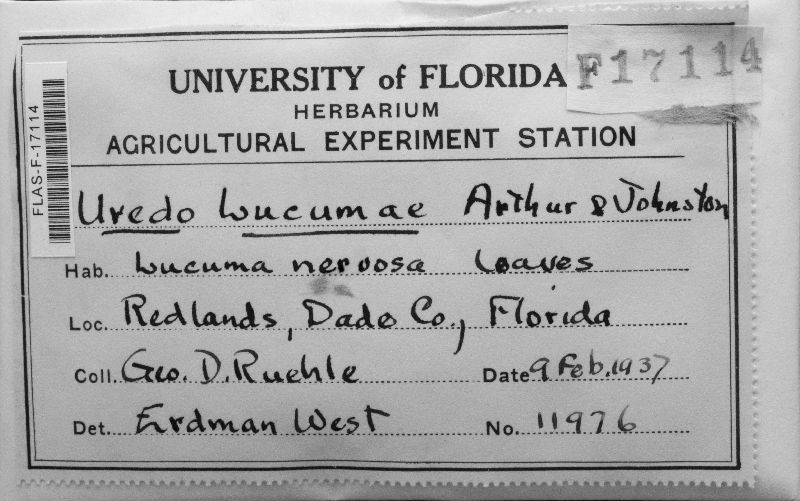 UNIVERSITY of FLORIDA
F17114
HERBARIUM
AGRICULTURAL EXPERIMENT STATION
FLAS-F-17114
Uredo Lucumae Arthur & Johnston
Hab. Lucuma nervosa Leaves
Loc. Redlands, Dade Co., Florida
Coll. Geo. D. Ruehle Date 9 Feb. 1937
Det. Erdman West No. 11976